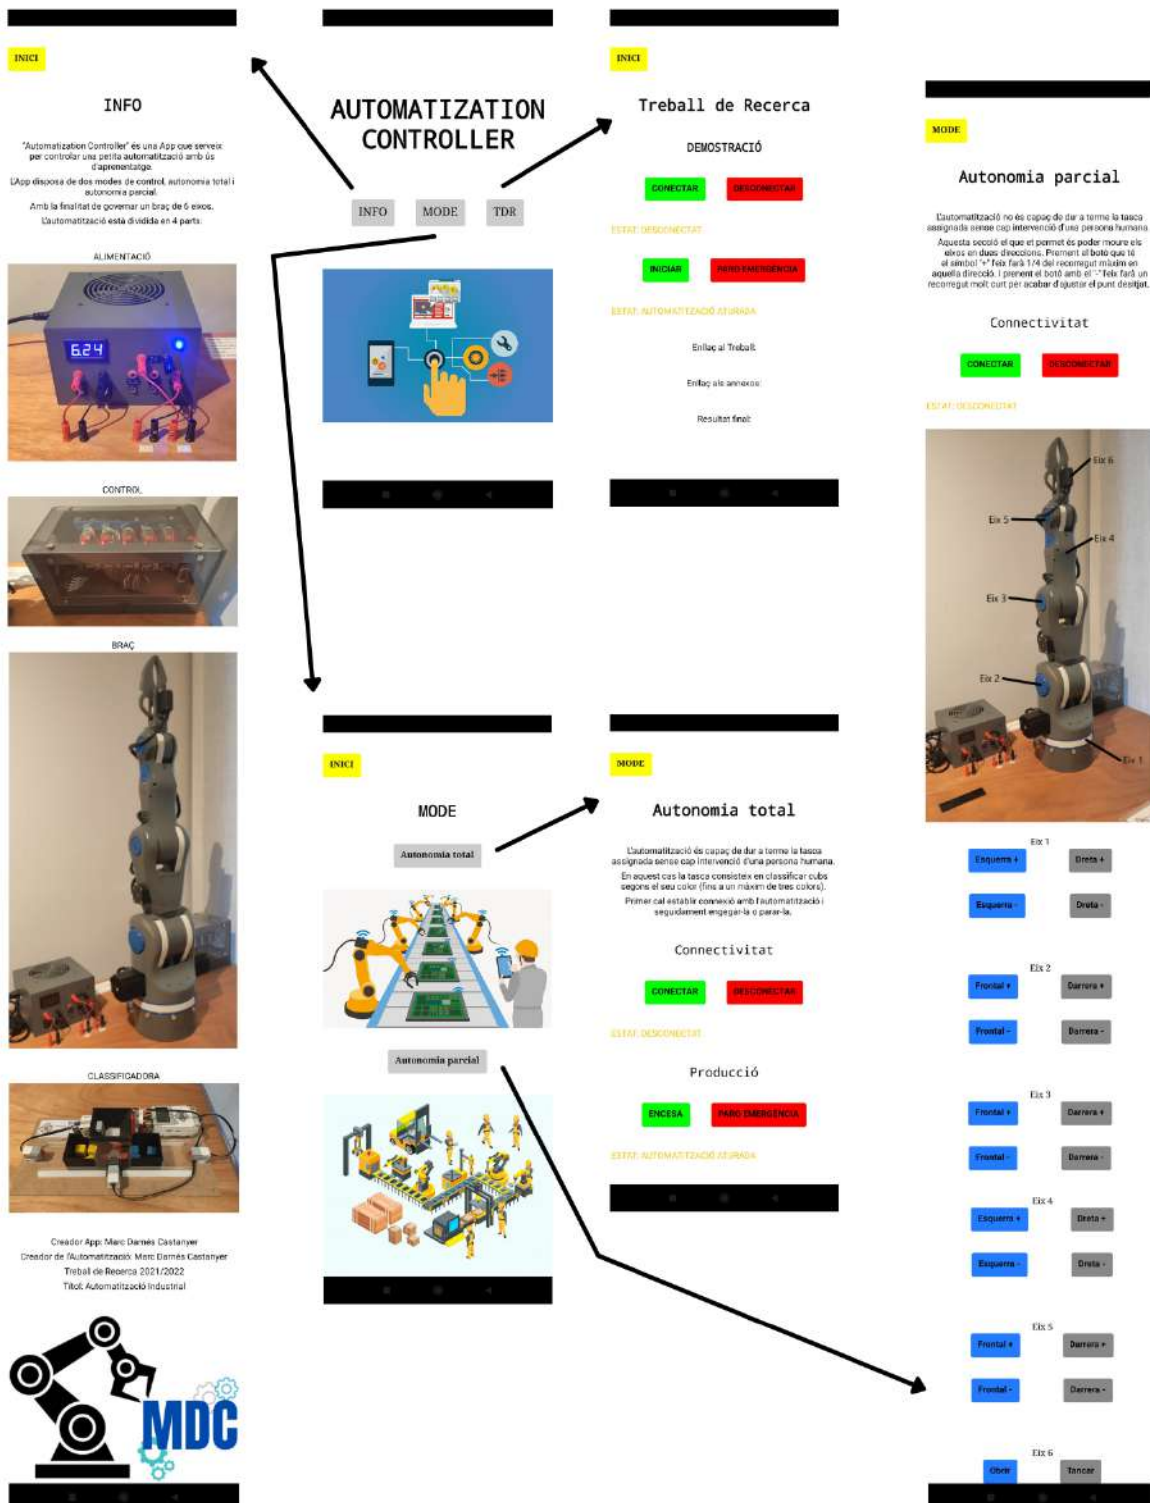 INICI
INFO
"Automatization Controller" és una App que serveix
per controlar una petita automatització amb ús
d'aprenentatge.
L'App disposa de dos modes de control, autonomia total i
autonomia parcial.
Amb la finalitat de governar un braç de 6 eixos.
L'automatització està dividida en 4 parts:
ALIMENTACIÓ
6.24
CONTROL
BRAÇ
CLASSIFICADORA
Creador App: Marc Darnés Castanyer
Creador de l'Automatització: Marc Darnés Castanyer
Treball de Recerca 2021/2022
Títol: Automatització Industrial
MDC
AUTOMATIZATION
CONTROLLER
INFO
MODE
TDR
INICI
Treball de Recerca
DEMOSTRACIÓ
CONECTAR
DESCONECTAR
ESTAT: DESCONECTAT
INICIAR
PARO EMERGÈNCIA
ESTAT: AUTOMATITZACIÓ ATURADA
Enllaç al Treball:
Enllaç als annexos:
Resultat final:
INICI
MODE
Autonomia total
Autonomia parcial
MODE
Autonomia total
L'automatització és capaç de dur a terme la tasca
assignada sense cap intervenció d'una persona humana.
En aquest cas la tasca consisteix en classificar cubs
segons el seu color (fins a un màxim de tres colors).
Primer cal establir connexió amb l'automatització i
seguidament engegar-la o parar-la.
Connectivitat
CONECTAR
DESCONECTAR
ESTAT: DESCONECTAT
Producció
ENCESA
PARO EMERGÈNCIA
ESTAT: AUTOMATITZACIÓ ATURADA
MODE
Autonomia parcial
L'automatització no és capaç de dur a terme la tasca
assignada sense cap intervenció d'una persona humana.
Aquesta secció el que et permet és poder moure els
eixos en dues direccions. Prement el botó que té
el símbol "+" l'eix farà 1/4 del recorregut màxim en
aquella direcció, i prenent el botó amb el "-" l'eix farà un
recorregut molt curt per acabar d'ajustar el punt desitjat.
Connectivitat
CONECTAR
DESCONECTAR
ESTAT: DESCONECTAT
Eix 6
Eix 5
Eix 4
Eix 3
Eix 2
Eix 1
Eix 1
Esquerra +
Dreta +
Esquerra -
Dreta -
Eix 2
Frontal +
Darrera +
Frontal -
Darrera -
Eix 3
Frontal +
Darrera +
Frontal -
Darrera -
Eix 4
Esquerra +
Dreta +
Esquerra -
Dreta -
Eix 5
Frontal +
Darrera +
Frontal -
Darrera -
Eix 6
Obrir
Tancar